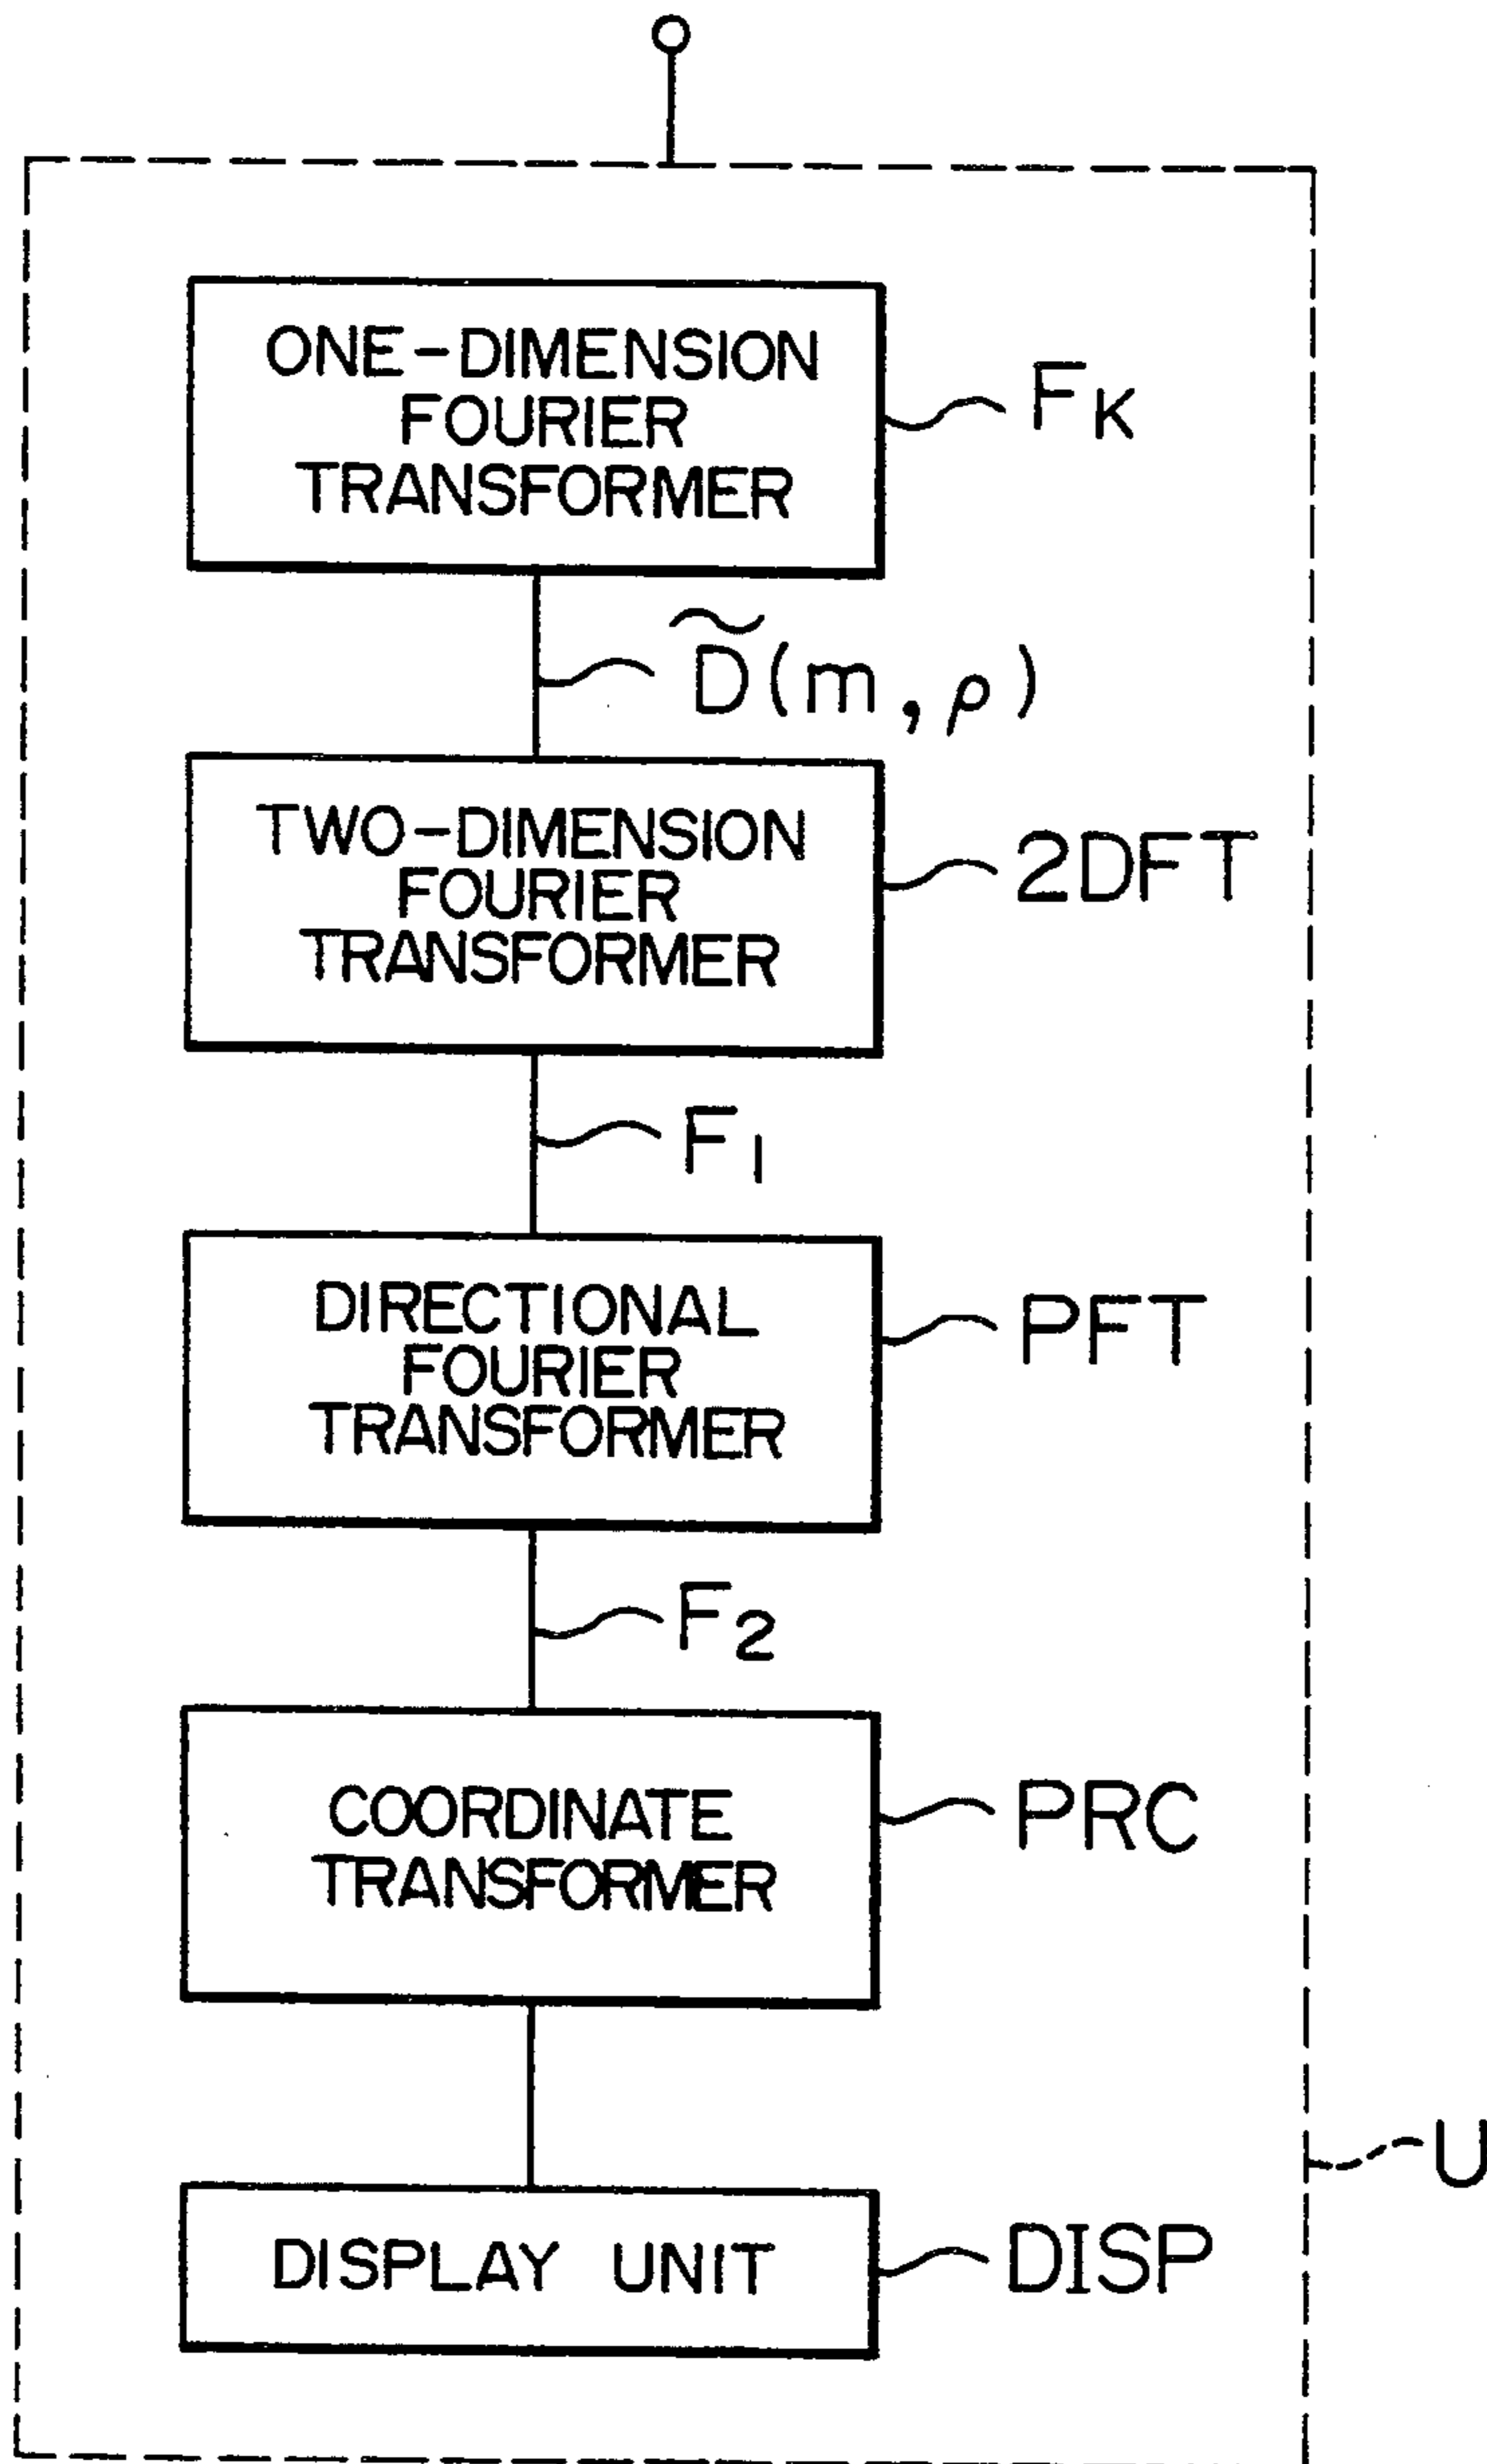 ONE-DIMENSION
FOURIER
TRANSFORMER
FK
D̃(m,ρ)
TWO-DIMENSION
FOURIER
TRANSFORMER
2DFT
F1
DIRECTIONAL
FOURIER
TRANSFORMER
PFT
F2
COORDINATE
TRANSFORMER
PRC
U
DISPLAY UNIT
DISP